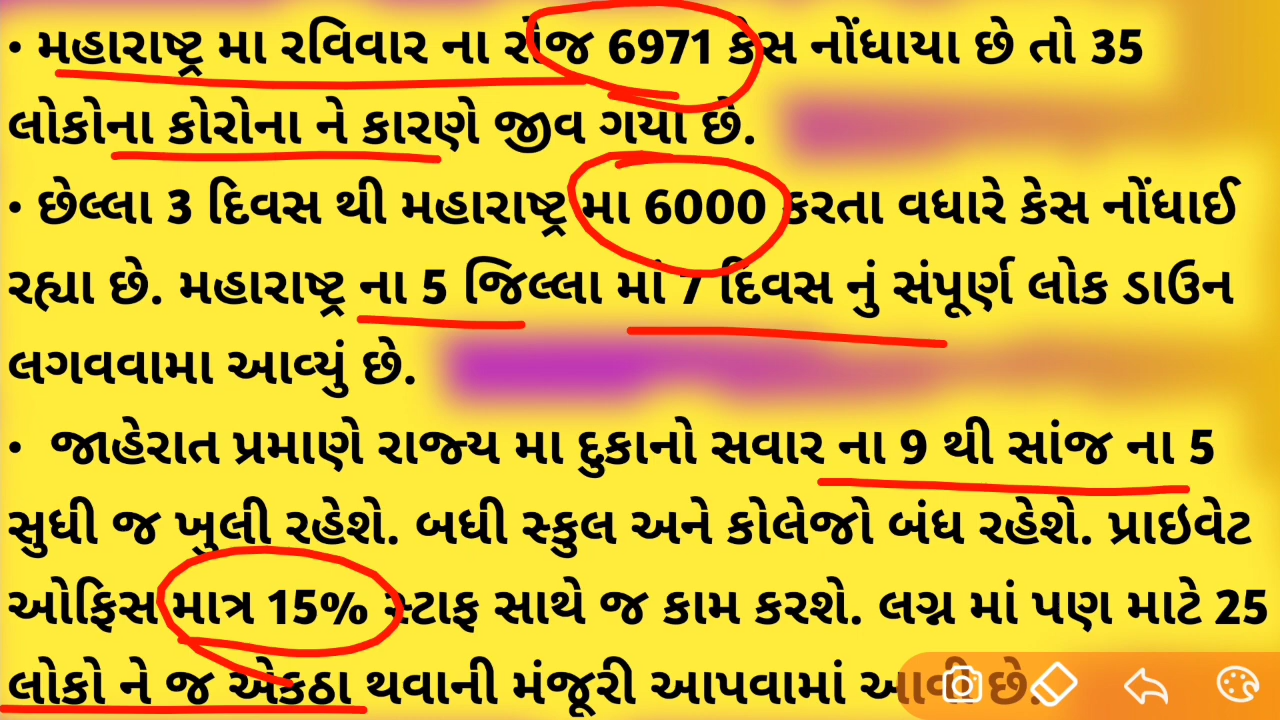 • મહારાષ્ટ્ર મા રવિવાર ના રોજ 6971 કેસ નોંધાયા છે તો 35
લોકોના કોરોના ને કારણે જીવ ગયા છે.
• છેલ્લા 3 દિવસ થી મહારાષ્ટ્ર મા 6000 કરતા વધારે કેસ નોંધાઈ
રહ્યા છે. મહારાષ્ટ્ર ના 5 જિલ્લા માં 7 દિવસ નું સંપૂર્ણ લોક ડાઉન
લગવવામા આવ્યું છે.
• જાહેરાત પ્રમાણે રાજ્ય મા દુકાનો સવાર ના 9 થી સાંજ ના 5
સુધી જ ખુલી રહેશે. બધી સ્કુલ અને કોલેજો બંધ રહેશે. પ્રાઇવેટ
ઓફિસ માત્ર 15% સ્ટાફ સાથે જ કામ કરશે. લગ્ન માં પણ માટે 25
લોકો ને જ એકઠા થવાની મંજૂરી આપવામાં આવી છે.